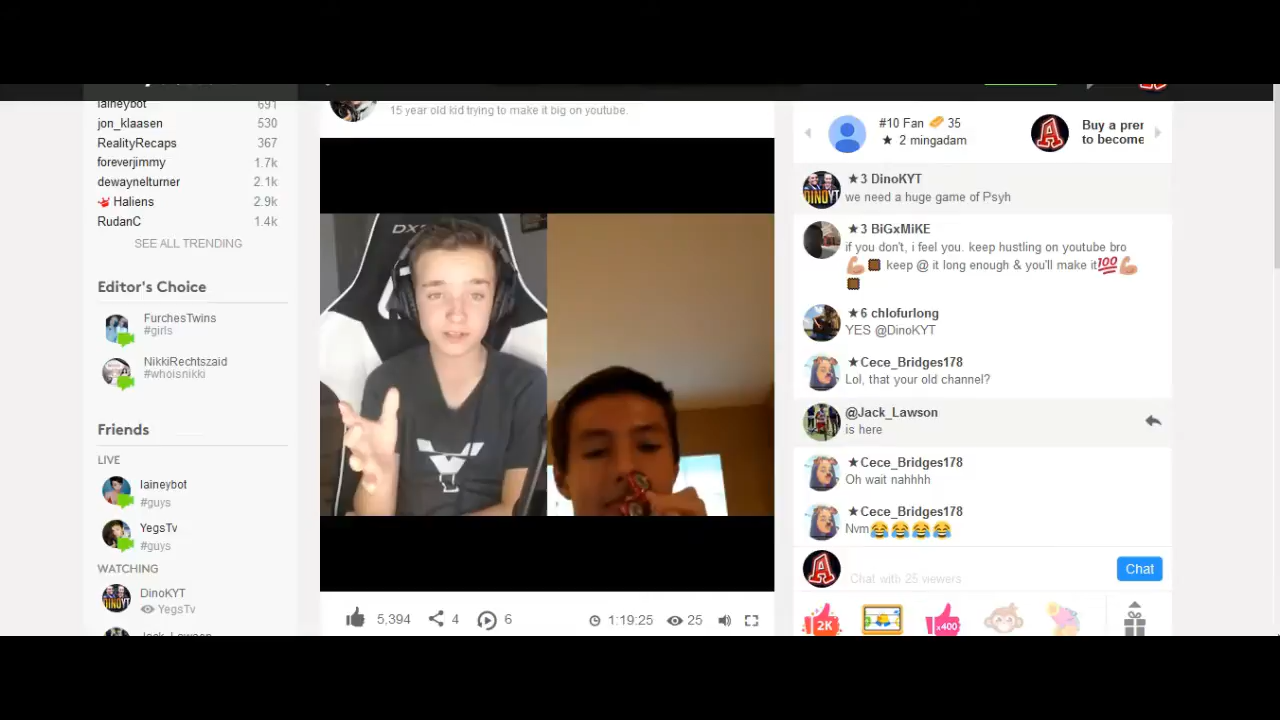 laineybot 691
jon_klaasen 530
RealityRecaps 367
foreverjimmy 1.7k
dewaynelturner 2.1k
Haliens 2.9k
RudanC 1.4k
SEE ALL TRENDING
Editor's Choice
FurchesTwins
#girls
NikkiRechtszaid
#whoisnikki
Friends
LIVE
laineybot
#guys
YegsTv
#guys
WATCHING
DinoKYT
YegsTv
Jack_Lawson
15 year old kid trying to make it big on youtube.
DX
5,394 4 6 1:19:25 25
#10 Fan 35
★ 2 mingadam
Buy a prer
to become
★3 DinoKYT
we need a huge game of Psyh
★3 BiGxMiKE
if you don't, i feel you. keep hustling on youtube bro
💪🏼 keep @ it long enough & you'll make it💯💪🏼
★6 chlofurlong
YES @DinoKYT
★Cece_Bridges178
Lol, that your old channel?
@Jack_Lawson
is here
★Cece_Bridges178
Oh wait nahhhh
★Cece_Bridges178
Nvm😂😂😂😂
Chat with 25 viewers
Chat
2K
x400